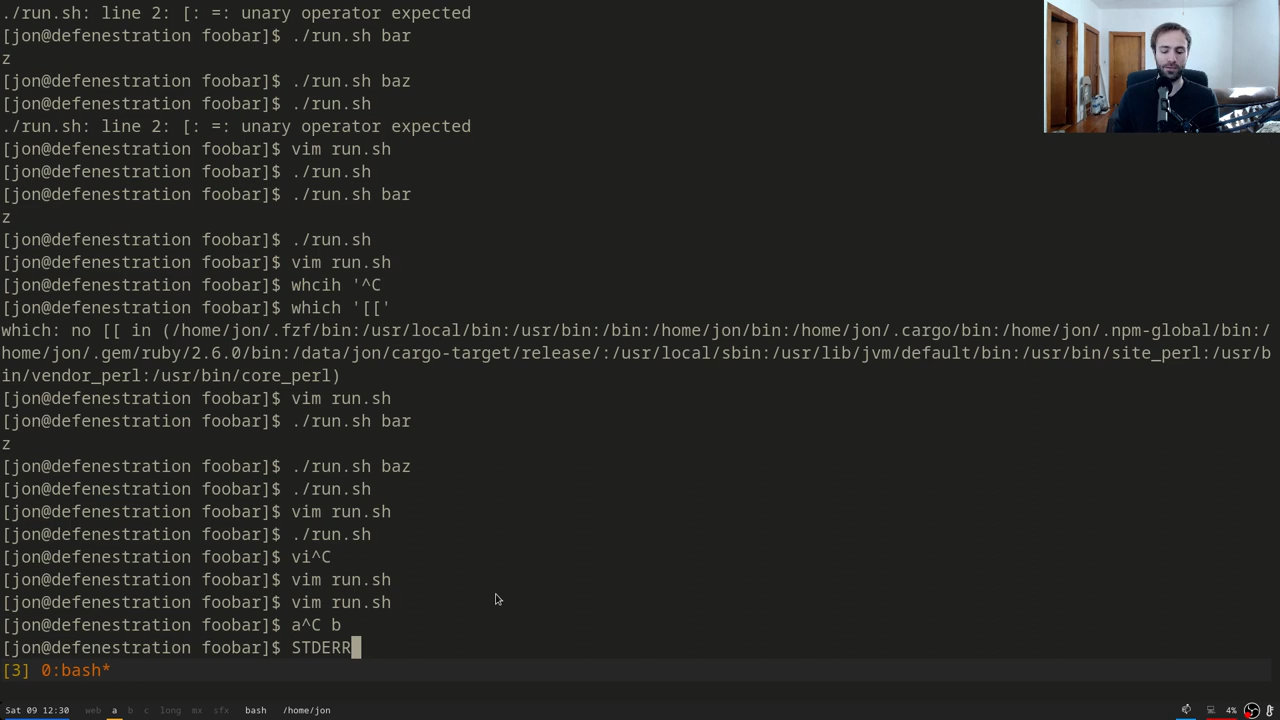 ./run.sh: line 2: [: =: unary operator expected
[jon@defenestration foobar]$ ./run.sh bar
z
[jon@defenestration foobar]$ ./run.sh baz
[jon@defenestration foobar]$ ./run.sh
./run.sh: line 2: [: =: unary operator expected
[jon@defenestration foobar]$ vim run.sh
[jon@defenestration foobar]$ ./run.sh
[jon@defenestration foobar]$ ./run.sh bar
z
[jon@defenestration foobar]$ ./run.sh
[jon@defenestration foobar]$ vim run.sh
[jon@defenestration foobar]$ whcih '^C
[jon@defenestration foobar]$ which '[['
which: no [[ in (/home/jon/.fzf/bin:/usr/local/bin:/usr/bin:/bin:/home/jon/bin:/home/jon/.cargo/bin:/home/jon/.npm-global/bin:/
home/jon/.gem/ruby/2.6.0/bin:/data/jon/cargo-target/release/:/usr/local/sbin:/usr/lib/jvm/default/bin:/usr/bin/site_perl:/usr/b
in/vendor_perl:/usr/bin/core_perl)
[jon@defenestration foobar]$ vim run.sh
[jon@defenestration foobar]$ ./run.sh bar
z
[jon@defenestration foobar]$ ./run.sh baz
[jon@defenestration foobar]$ ./run.sh
[jon@defenestration foobar]$ vim run.sh
[jon@defenestration foobar]$ ./run.sh
[jon@defenestration foobar]$ vi^C
[jon@defenestration foobar]$ vim run.sh
[jon@defenestration foobar]$ vim run.sh
[jon@defenestration foobar]$ a^C b
[jon@defenestration foobar]$ STDERR
[3] 0:bash*
Sat 09 12:30 web a b c long mx sfx bash /home/jon 4%